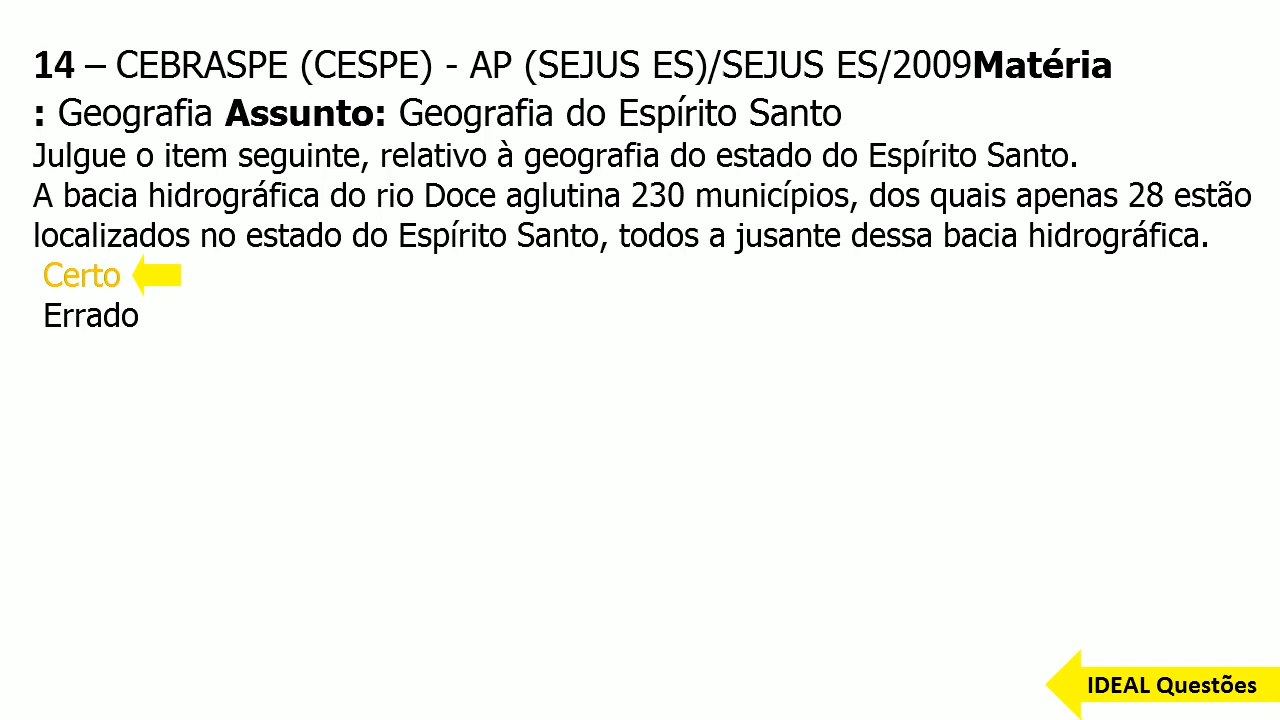 14 – CEBRASPE (CESPE) - AP (SEJUS ES)/SEJUS ES/2009Matéria
: Geografia Assunto: Geografia do Espírito Santo
Julgue o item seguinte, relativo à geografia do estado do Espírito Santo.
A bacia hidrográfica do rio Doce aglutina 230 municípios, dos quais apenas 28 estão
localizados no estado do Espírito Santo, todos a jusante dessa bacia hidrográfica.
Certo
Errado
IDEAL Questões